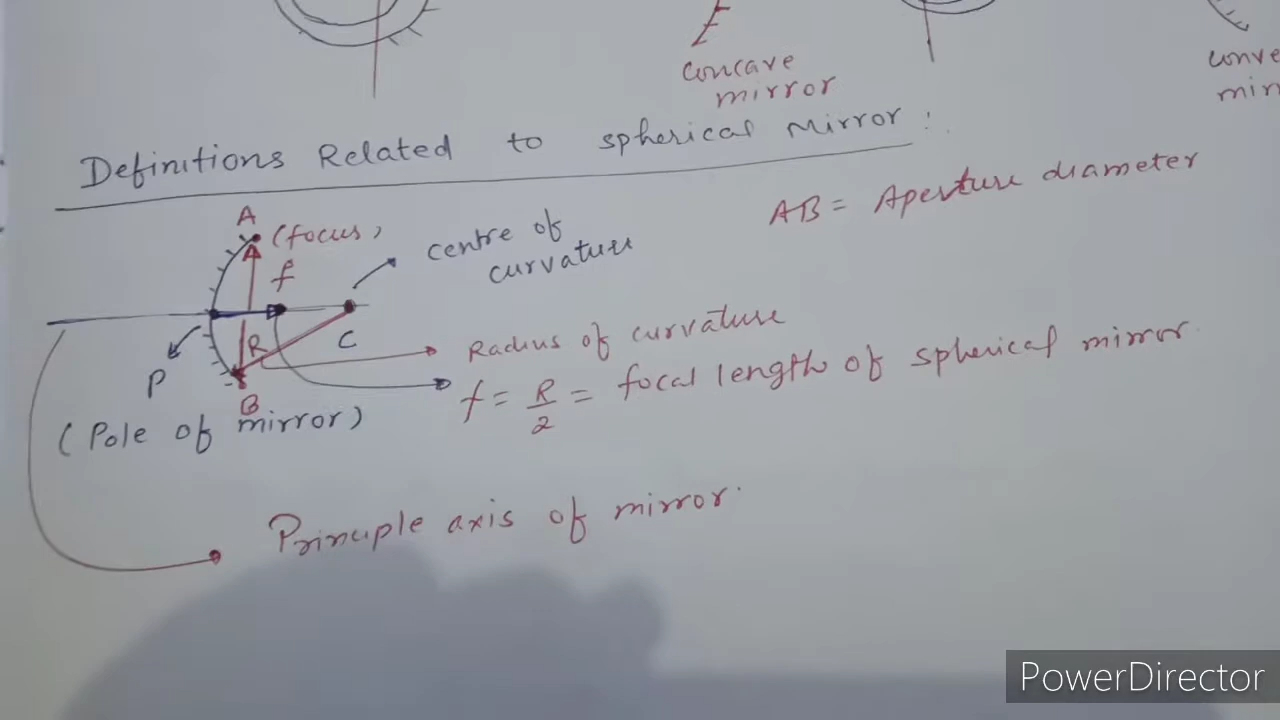 concave
mirror
conve
mir
Definitions Related to spherical Mirror :
AB = Aperture diameter
A
(focus)
f
centre of
curvature
R
C
P
B
(Pole of mirror)
Radius of curvature
f = R/2 = focal length of spherical mirror
Principle axis of mirror.
PowerDirector